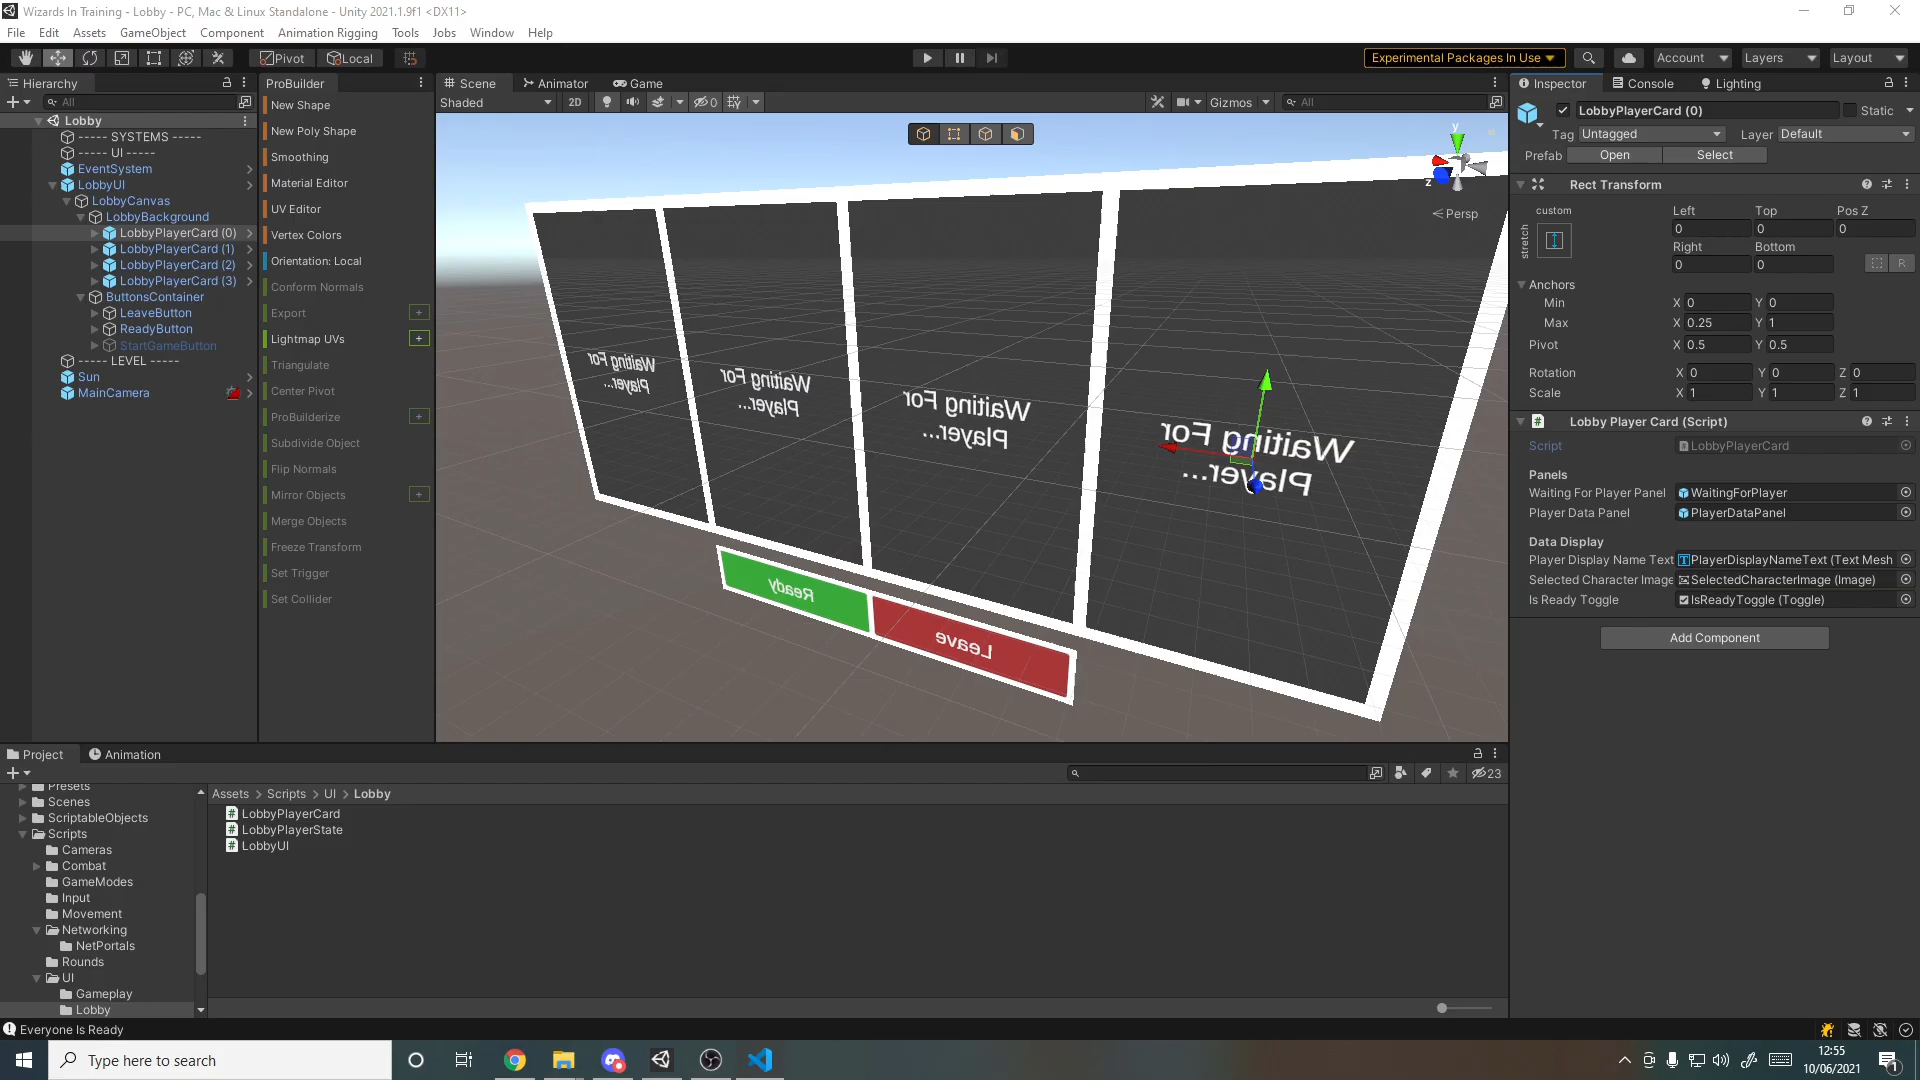 Wizards In Training - Lobby - PC, Mac & Linux Standalone - Unity 2021.1.9f1 <DX11>
File Edit Assets GameObject Component Animation Rigging Tools Jobs Window Help
Pivot Local Experimental Packages In Use Account Layers Layout
Hierarchy
All
Lobby
----- SYSTEMS -----
----- UI -----
EventSystem
LobbyUI
LobbyCanvas
LobbyBackground
LobbyPlayerCard (0)
LobbyPlayerCard (1)
LobbyPlayerCard (2)
LobbyPlayerCard (3)
ButtonsContainer
LeaveButton
ReadyButton
StartGameButton
----- LEVEL -----
Sun
MainCamera
ProBuilder
New Shape
New Poly Shape
Smoothing
Material Editor
UV Editor
Vertex Colors
Orientation: Local
Conform Normals
Export +
Lightmap UVs +
Triangulate
Center Pivot
ProBuilderize +
Subdivide Object
Flip Normals
Mirror Objects +
Merge Objects
Freeze Transform
Set Trigger
Set Collider
Scene Animator Game
Shaded 2D 0 Gizmos All
y
z
Persp
Waiting For
Player...
Waiting For
Player...
Waiting For
Player...
Waiting For
Player...
Ready
Leave
Inspector Console Lighting
LobbyPlayerCard (0) Static
Tag Untagged Layer Default
Prefab Open Select
Rect Transform
custom Left Top Pos Z
stretch 0 0 0
Right Bottom
0 0 R
Anchors
Min X 0 Y 0
Max X 0.25 Y 1
Pivot X 0.5 Y 0.5
Rotation X 0 Y 0 Z 0
Scale X 1 Y 1 Z 1
# Lobby Player Card (Script)
Script LobbyPlayerCard
Panels
Waiting For Player Panel WaitingForPlayer
Player Data Panel PlayerDataPanel
Data Display
Player Display Name Text PlayerDisplayNameText (Text Mesh
Selected Character Image SelectedCharacterImage (Image)
Is Ready Toggle IsReadyToggle (Toggle)
Add Component
Project Animation
23
Presets
Scenes
ScriptableObjects
Scripts
Cameras
Combat
GameModes
Input
Movement
Networking
NetPortals
Rounds
UI
Gameplay
Lobby
Assets > Scripts > UI > Lobby
# LobbyPlayerCard
# LobbyPlayerState
# LobbyUI
Everyone Is Ready
Type here to search
12:55
10/06/2021
1